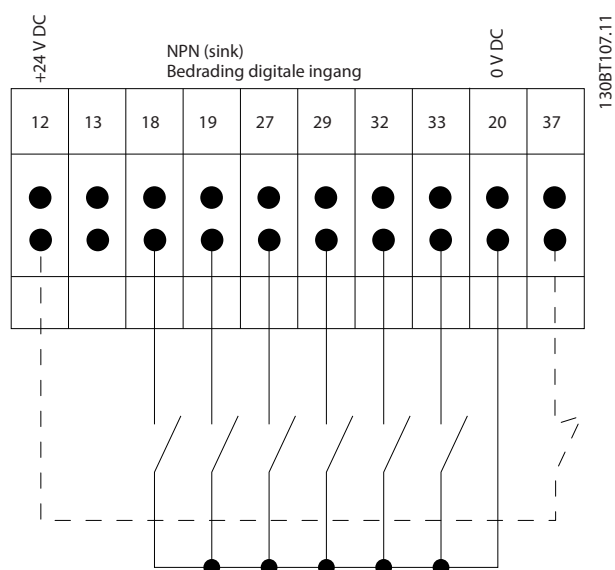 +24 V DC
NPN (sink)
Bedrading digitale ingang
0 V DC
130BT107.11
12 13 18 19 27 29 32 33 20 37